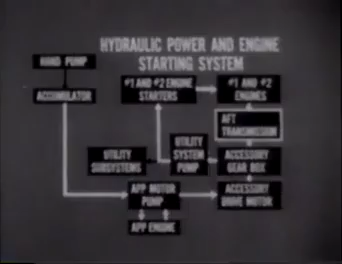 HYDRAULIC POWER AND ENGINE
STARTING SYSTEM
HAND PUMP
ACCUMULATOR
#1 AND #2 ENGINE
STARTERS
#1 AND #2
ENGINES
AFT
TRANSMISSION
UTILITY
SUBSYSTEMS
UTILITY
SYSTEM
PUMP
ACCESSORY
GEAR BOX
APP MOTOR
PUMP
ACCESSORY
DRIVE MOTOR
APP ENGINE